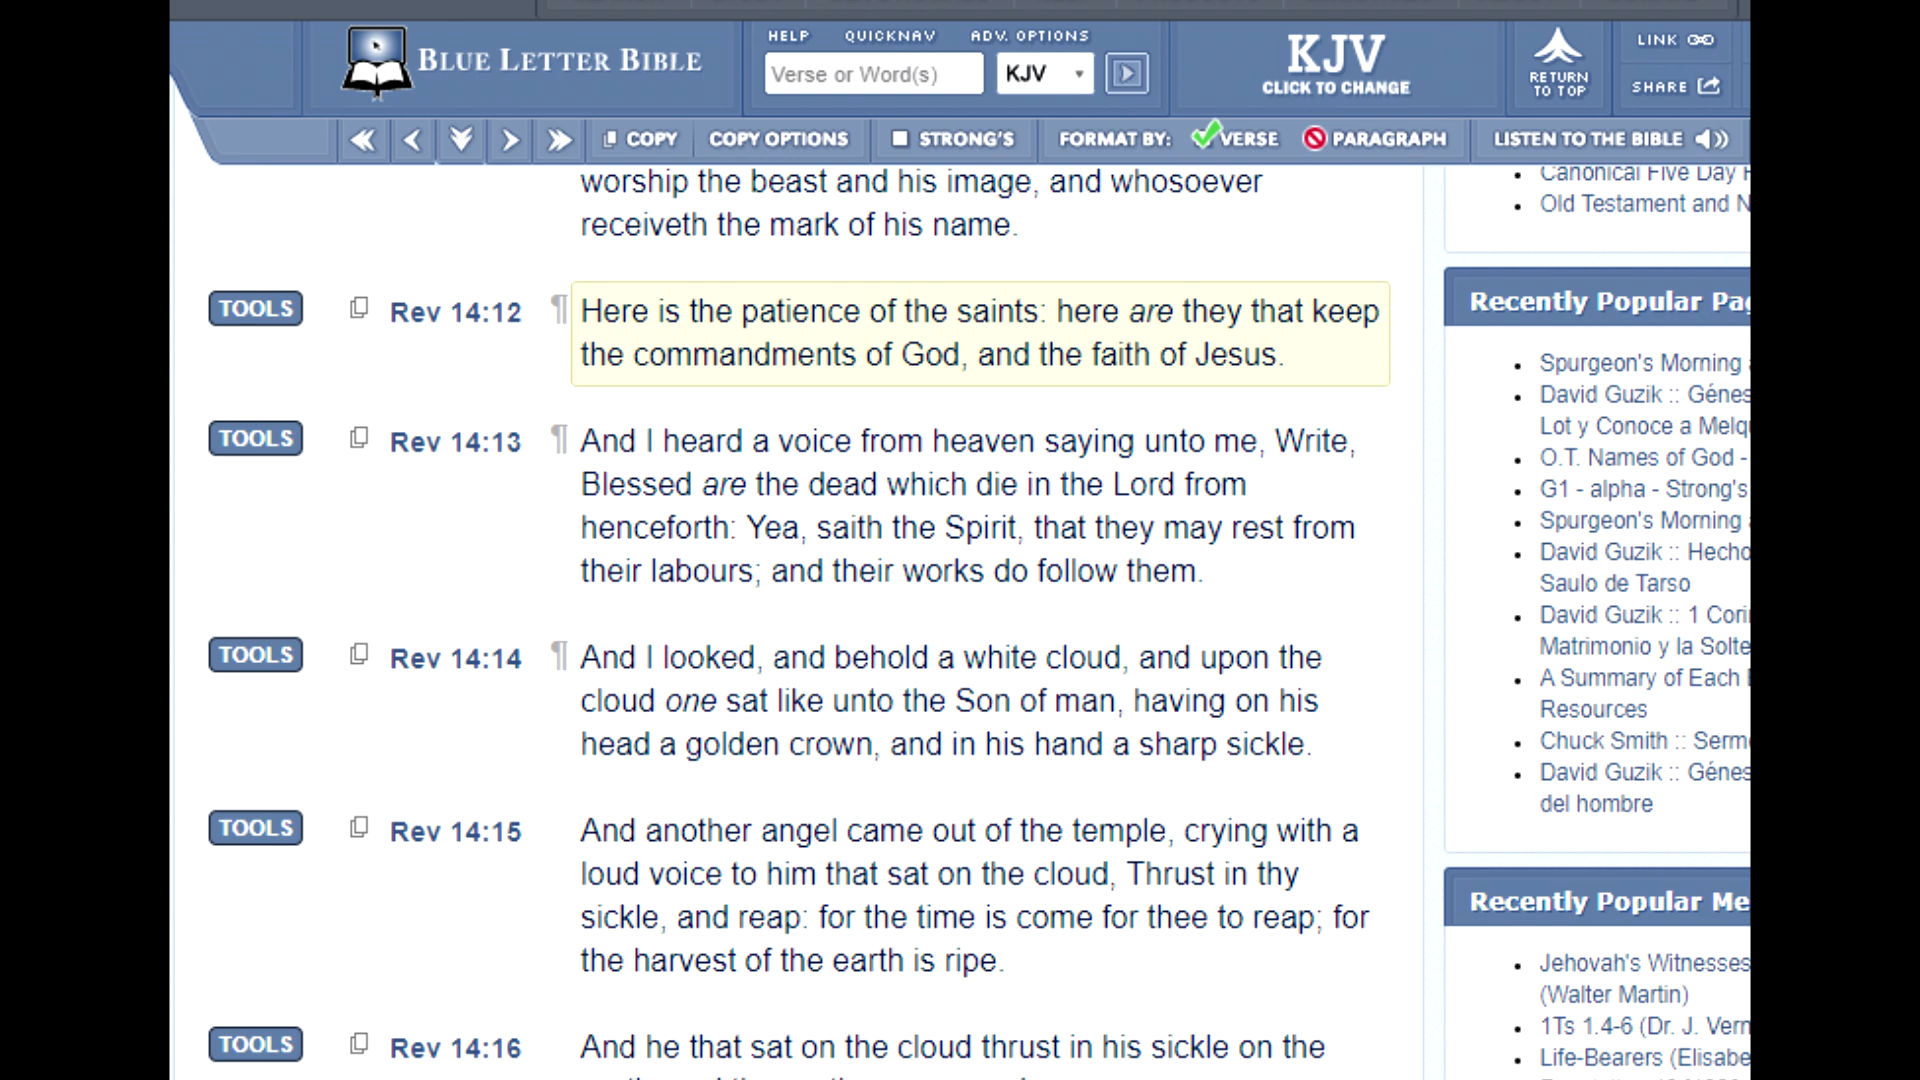 HELP QUICKNAV ADV. OPTIONS
BLUE LETTER BIBLE
Verse or Word(s) KJV
KJV
CLICK TO CHANGE
RETURN
TO TOP
LINK
SHARE
COPY COPY OPTIONS STRONG'S FORMAT BY: VERSE PARAGRAPH LISTEN TO THE BIBLE
worship the beast and his image, and whosoever
receiveth the mark of his name.
TOOLS Rev 14:12 ¶ Here is the patience of the saints: here are they that keep
the commandments of God, and the faith of Jesus.
TOOLS Rev 14:13 ¶ And I heard a voice from heaven saying unto me, Write,
Blessed are the dead which die in the Lord from
henceforth: Yea, saith the Spirit, that they may rest from
their labours; and their works do follow them.
TOOLS Rev 14:14 ¶ And I looked, and behold a white cloud, and upon the
cloud one sat like unto the Son of man, having on his
head a golden crown, and in his hand a sharp sickle.
TOOLS Rev 14:15 And another angel came out of the temple, crying with a
loud voice to him that sat on the cloud, Thrust in thy
sickle, and reap: for the time is come for thee to reap; for
the harvest of the earth is ripe.
TOOLS Rev 14:16 And he that sat on the cloud thrust in his sickle on the
Canonical Five Day
Old Testament and N
Recently Popular Pag
Spurgeon's Morning
David Guzik :: Génes
Lot y Conoce a Melq
O.T. Names of God -
G1 - alpha - Strong's
Spurgeon's Morning
David Guzik :: Hecho
Saulo de Tarso
David Guzik :: 1 Cori
Matrimonio y la Solte
A Summary of Each
Resources
Chuck Smith :: Serm
David Guzik :: Génes
del hombre
Recently Popular Me
Jehovah's Witnesses
(Walter Martin)
1Ts 1.4-6 (Dr. J. Vern
Life-Bearers (Elisabe